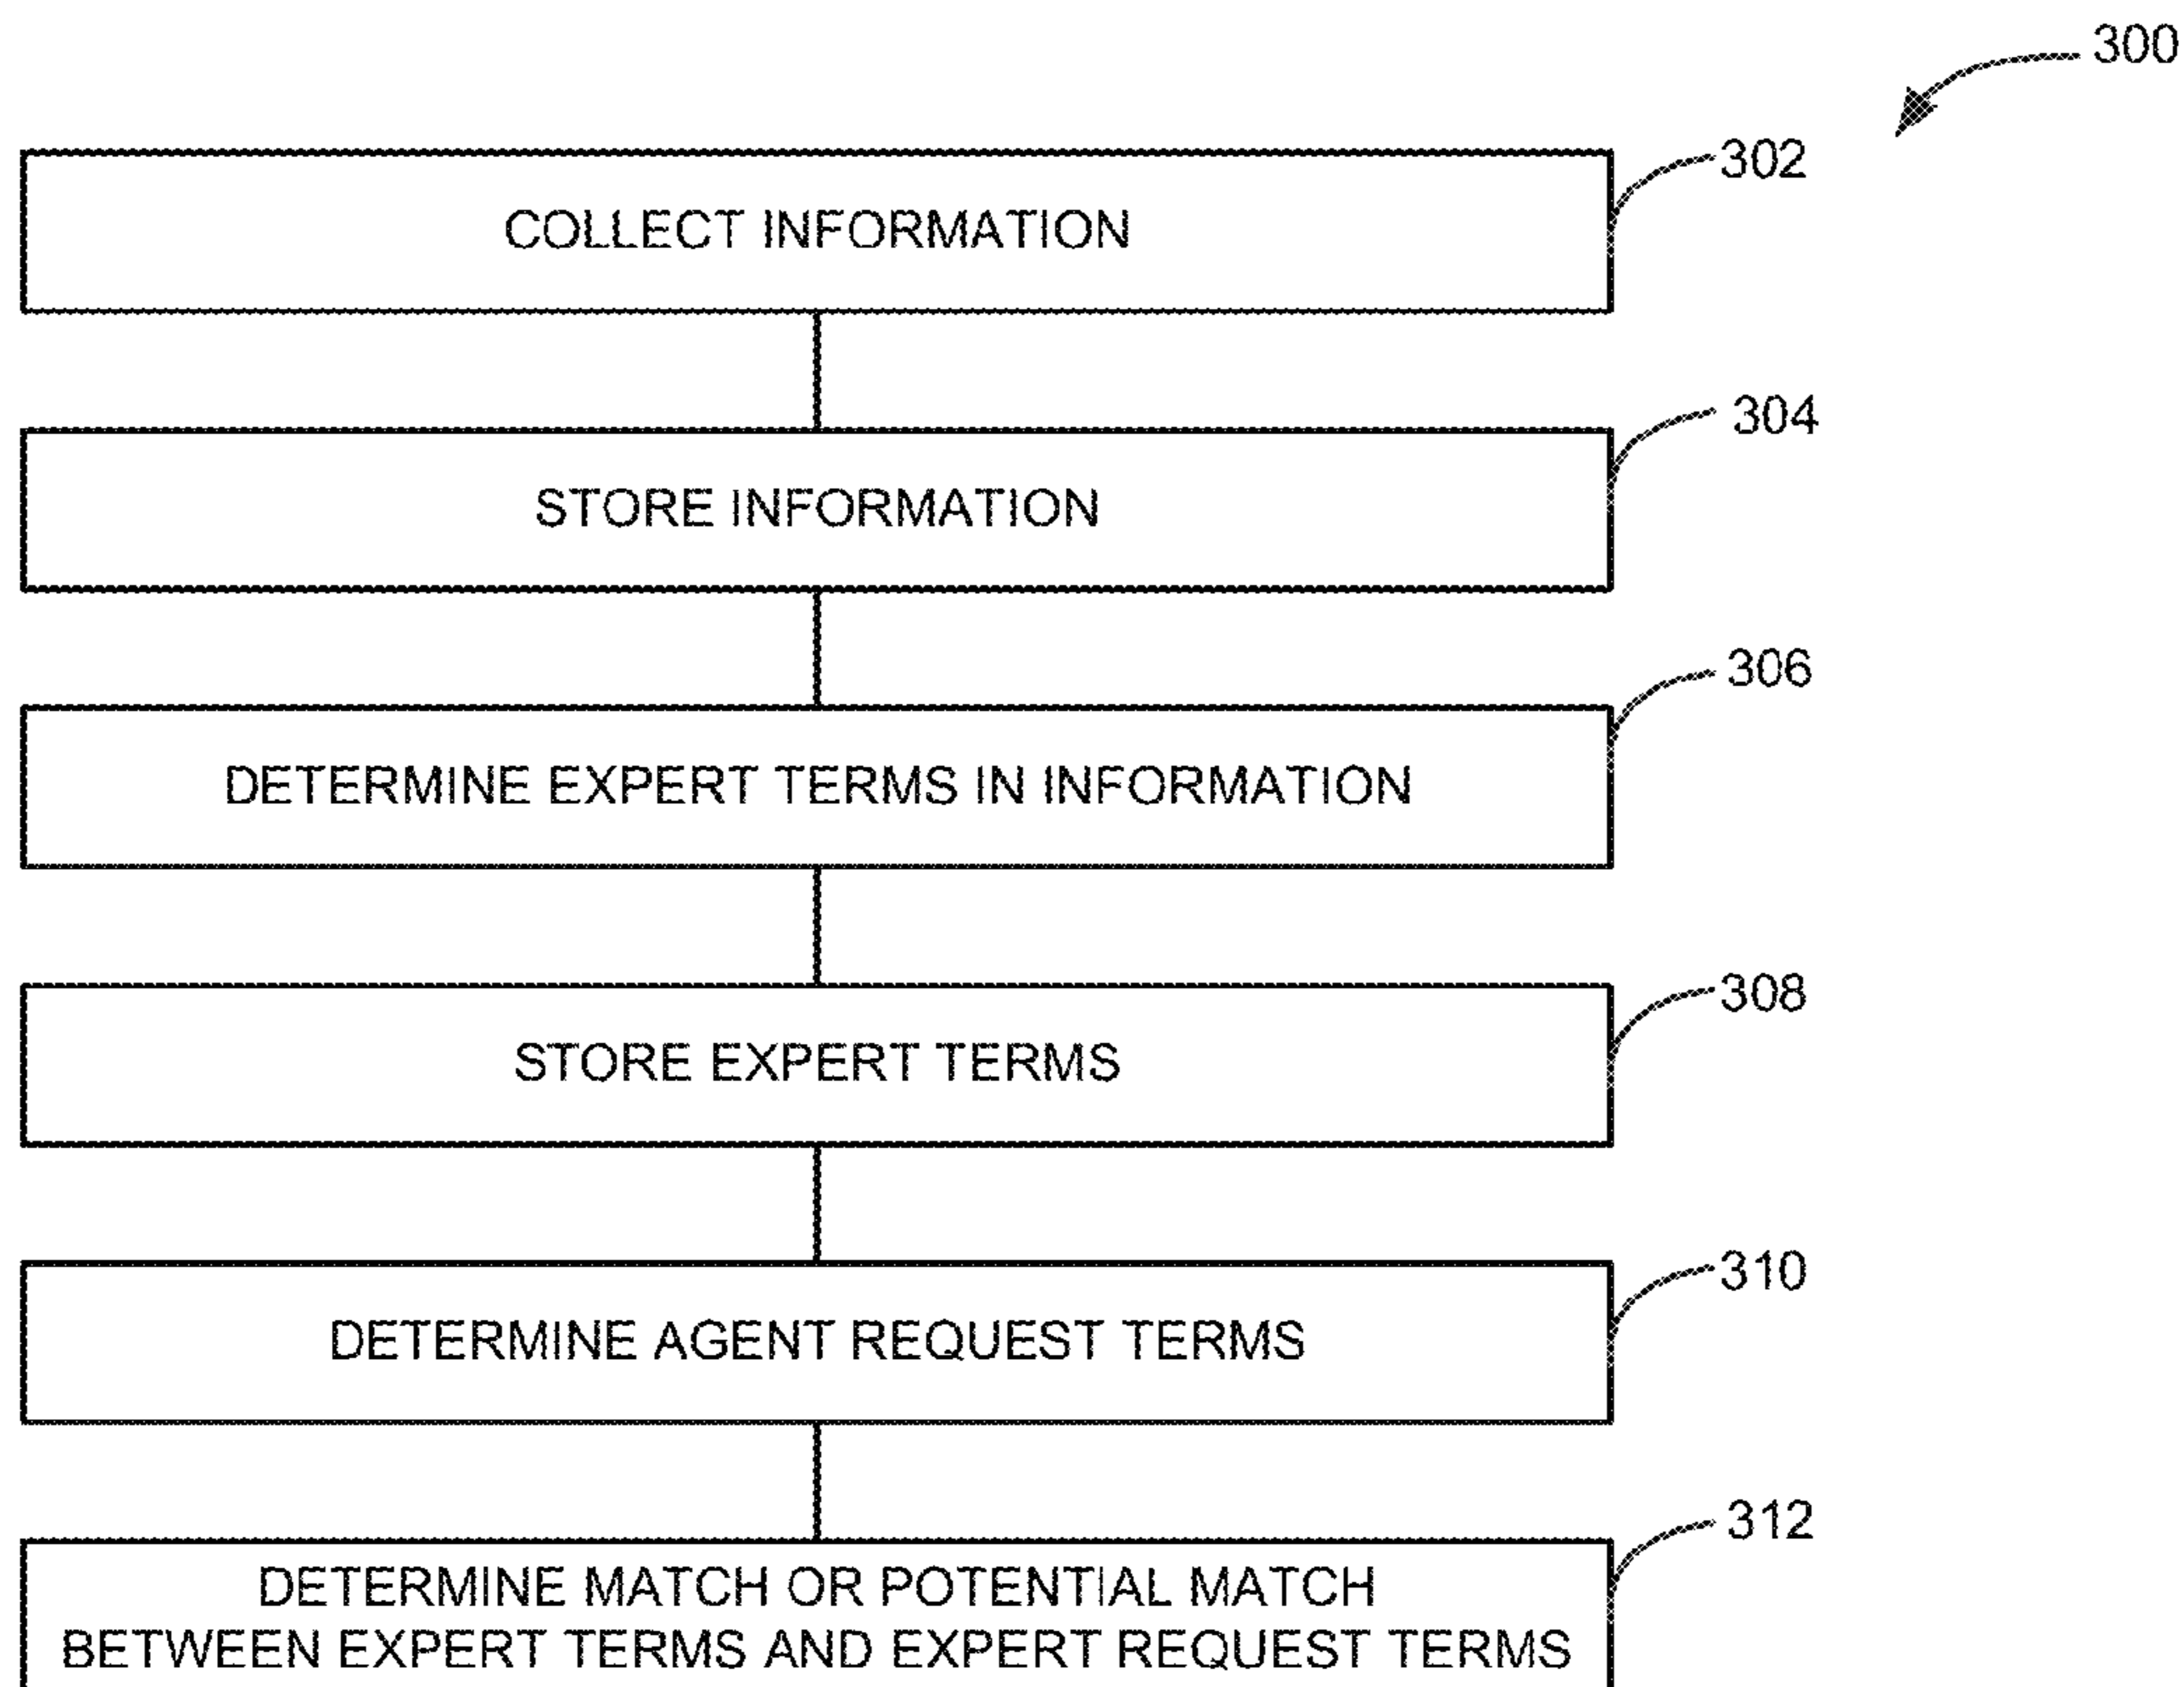 300
302
COLLECT INFORMATION
304
STORE INFORMATION
306
DETERMINE EXPERT TERMS IN INFORMATION
308
STORE EXPERT TERMS
310
DETERMINE AGENT REQUEST TERMS
312
DETERMINE MATCH OR POTENTIAL MATCH
BETWEEN EXPERT TERMS AND EXPERT REQUEST TERMS